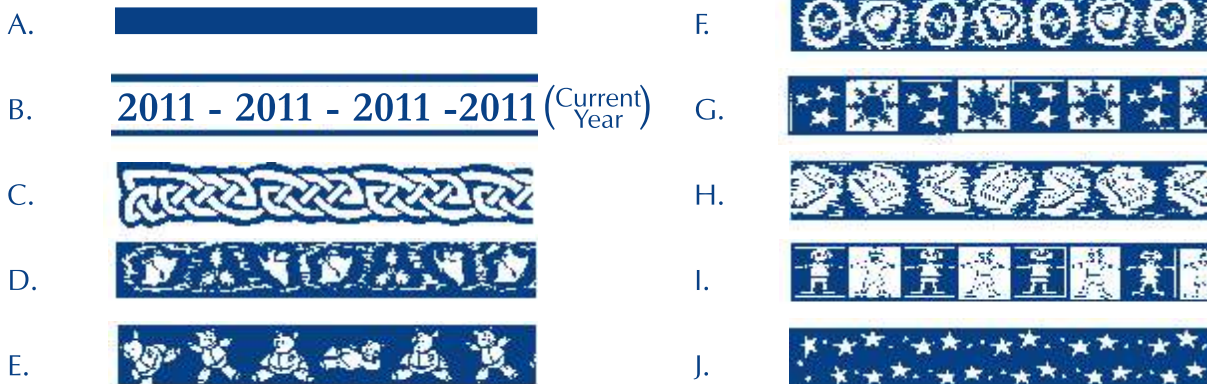 A.
B.
2011 - 2011 - 2011 -2011 (Current
Year)
C.
D.
E.
F.
G.
H.
I.
J.